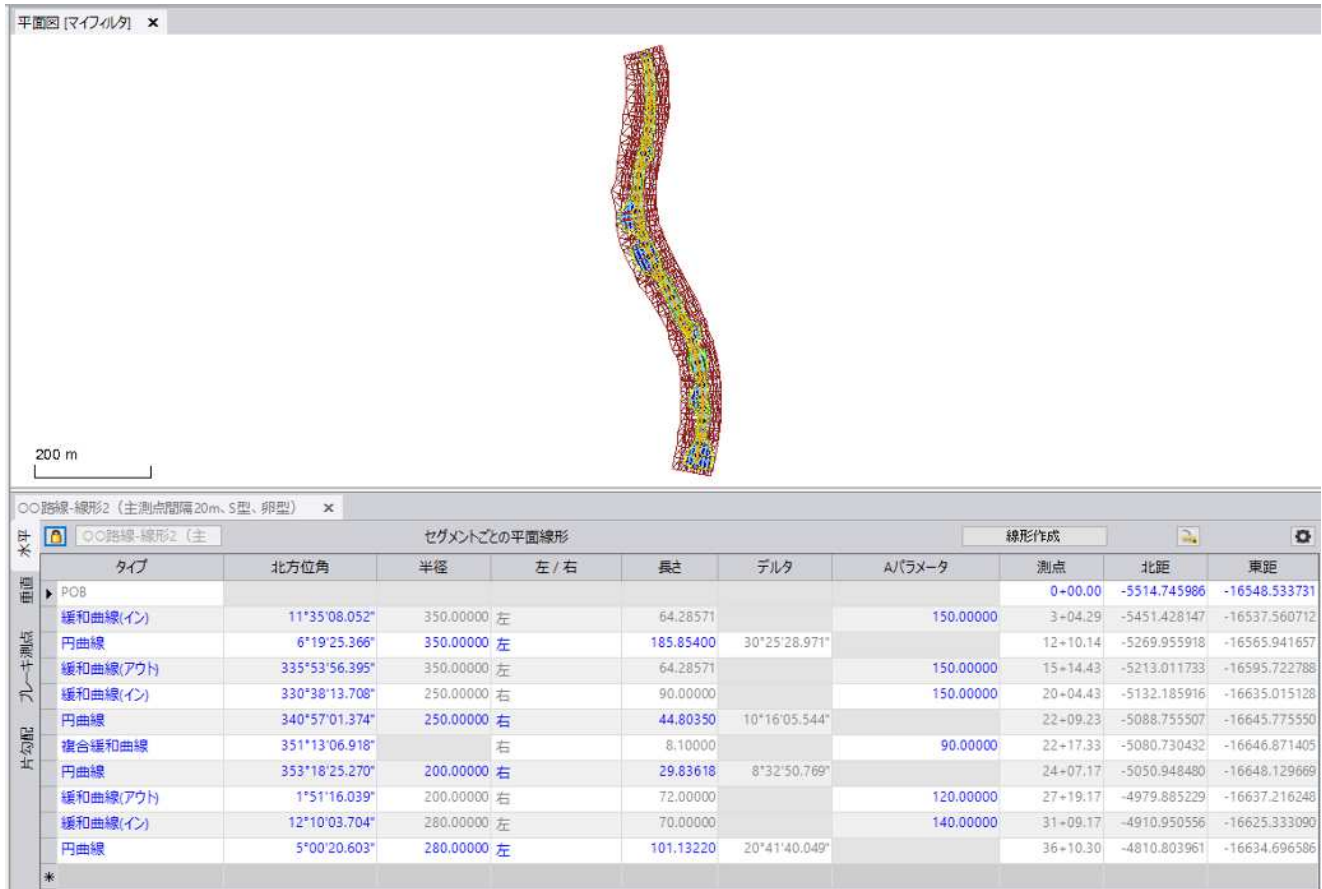 平面図 [マイフィルタ] ×
200 m
〇〇路線-線形2（主測点間隔20m、S型、卵型） ×
水平
垂直
ブレーキ測点
片勾配
〇〇路線-線形2（主 セグメントごとの平面線形 線形作成
タイプ 北方位角 半径 左 / 右 長さ デルタ Aパラメータ 測点 北距 東距
POB 0+00.00 -5514.745986 -16548.533731
緩和曲線(イン) 11°35'08.052" 350.00000 左 64.28571 150.00000 3+04.29 -5451.428147 -16537.560712
円曲線 6°19'25.366" 350.00000 左 185.85400 30°25'28.971" 12+10.14 -5269.955918 -16565.941657
緩和曲線(アウト) 335°53'56.395" 350.00000 左 64.28571 150.00000 15+14.43 -5213.011733 -16595.722788
緩和曲線(イン) 330°38'13.708" 250.00000 右 90.00000 150.00000 20+04.43 -5132.185916 -16635.015128
円曲線 340°57'01.374" 250.00000 右 44.80350 10°16'05.544" 22+09.23 -5088.755507 -16645.775550
複合緩和曲線 351°13'06.918" 右 8.10000 90.00000 22+17.33 -5080.730432 -16646.871405
円曲線 353°18'25.270" 200.00000 右 29.83618 8°32'50.769" 24+07.17 -5050.948480 -16648.129669
緩和曲線(アウト) 1°51'16.039" 200.00000 右 72.00000 120.00000 27+19.17 -4979.885229 -16637.216248
緩和曲線(イン) 12°10'03.704" 280.00000 左 70.00000 140.00000 31+09.17 -4910.950556 -16625.333090
円曲線 5°00'20.603" 280.00000 左 101.13220 20°41'40.049" 36+10.30 -4810.803961 -16634.696586
*